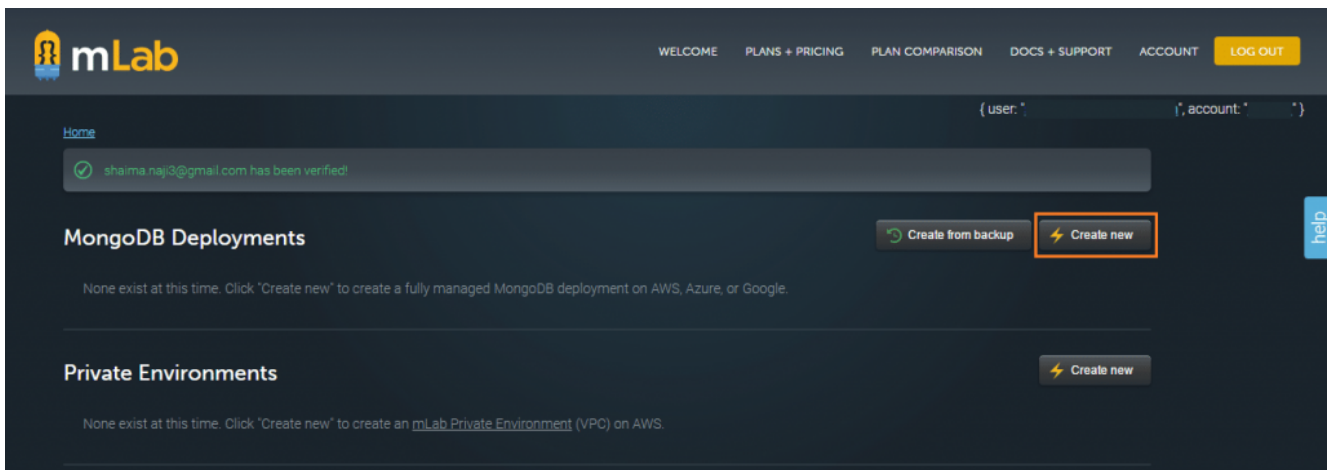 mLab
WELCOME PLANS + PRICING PLAN COMPARISON DOCS + SUPPORT ACCOUNT LOG OUT
{ user: " ", account: " " }
Home
shaima.naji3@gmail.com has been verified!
help
MongoDB Deployments Create from backup Create new
None exist at this time. Click "Create new" to create a fully managed MongoDB deployment on AWS, Azure, or Google.
Private Environments Create new
None exist at this time. Click "Create new" to create an mLab Private Environment (VPC) on AWS.